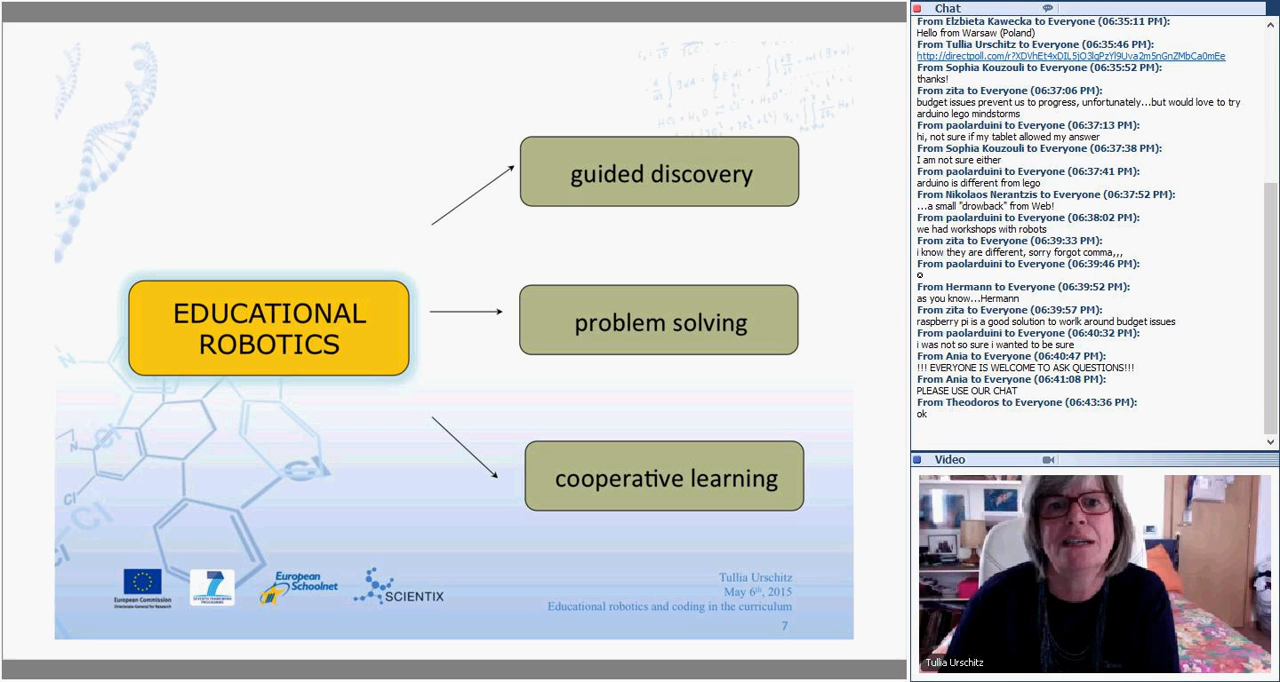 guided discovery
EDUCATIONAL
ROBOTICS
problem solving
cooperative learning
European Commission
Directorate-General for Research
7
SEVENTH FRAMEWORK
PROGRAMME
European
Schoolnet
SCIENTIX
Tullia Urschitz
May 6th, 2015
Educational robotics and coding in the curriculum
7
Chat
From Elzbieta Kawecka to Everyone (06:35:11 PM):
Hello from Warsaw (Poland)
From Tullia Urschitz to Everyone (06:35:46 PM):
http://directpoll.com/r?XDVhEt4xDIL5jO3lqPzYl9Uva2m5nGnZMbCa0mEe
From Sophia Kouzouli to Everyone (06:35:52 PM):
thanks!
From zita to Everyone (06:37:06 PM):
budget issues prevent us to progress, unfortunately...but would love to try
arduino lego mindstorms
From paolarduini to Everyone (06:37:13 PM):
hi, not sure if my tablet allowed my answer
From Sophia Kouzouli to Everyone (06:37:38 PM):
I am not sure either
From paolarduini to Everyone (06:37:41 PM):
arduino is different from lego
From Nikolaos Nerantzis to Everyone (06:37:52 PM):
...a small "drowback" from Web!
From paolarduini to Everyone (06:38:02 PM):
we had workshops with robots
From zita to Everyone (06:39:33 PM):
i know they are different, sorry forgot comma,,,
From paolarduini to Everyone (06:39:46 PM):
From Hermann to Everyone (06:39:52 PM):
as you know...Hermann
From zita to Everyone (06:39:57 PM):
raspberry pi is a good solution to worlk around budget issues
From paolarduini to Everyone (06:40:32 PM):
i was not so sure i wanted to be sure
From Ania to Everyone (06:40:47 PM):
!!! EVERYONE IS WELCOME TO ASK QUESTIONS!!!
From Ania to Everyone (06:41:08 PM):
PLEASE USE OUR CHAT
From Theodoros to Everyone (06:43:36 PM):
ok
Video
Tullia Urschitz